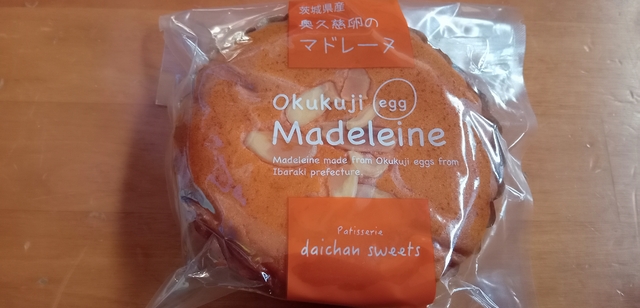 茨城県産
奥久慈卵の
マドレーヌ
Okukuji egg
Madeleine
Madeleine made from Okukuji eggs from
Ibaraki prefecture.
Patisserie
daichan sweets